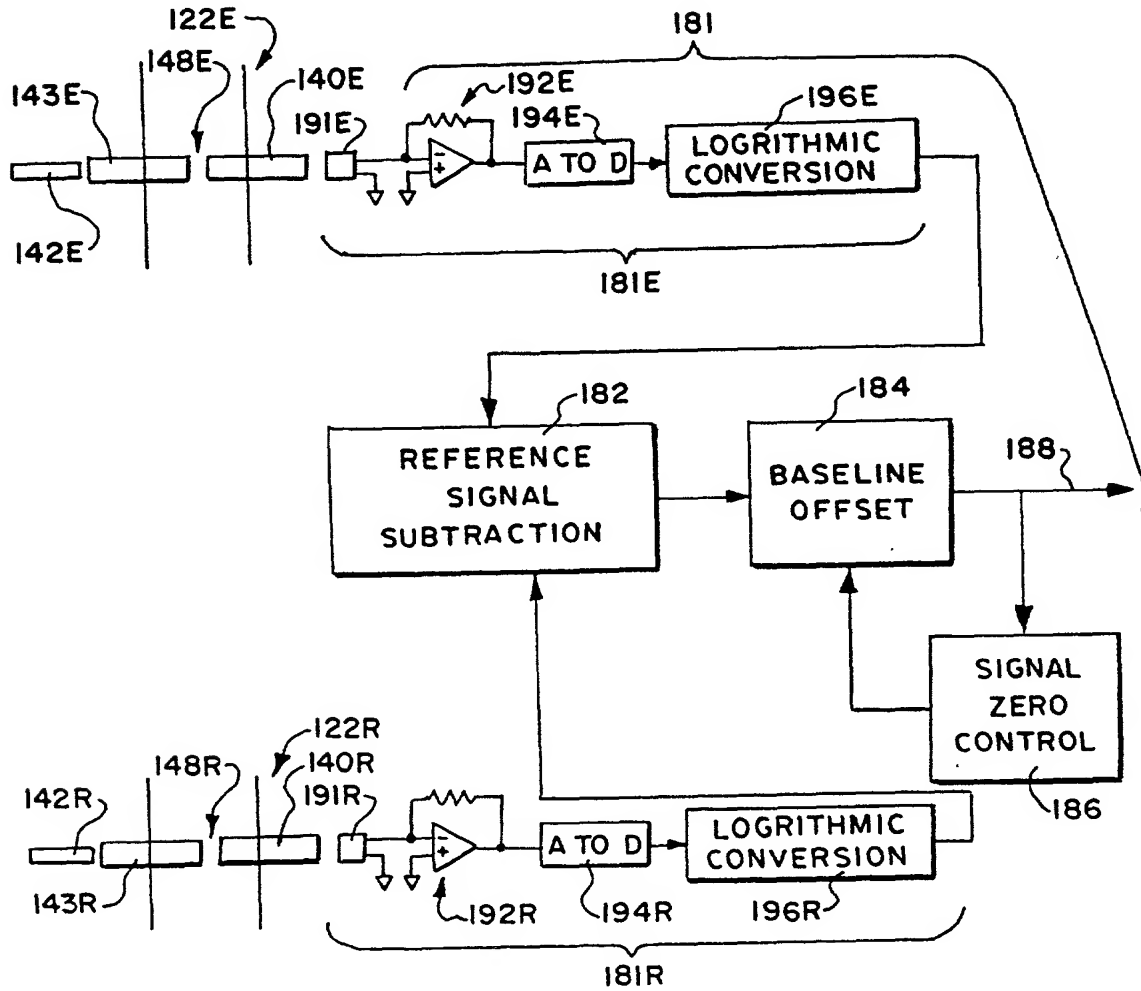 122E
181
148E
140E
192E
143E
191E
194E
196E
A TO D
LOGRITHMIC
CONVERSION
−
+
142E
181E
182
184
REFERENCE
SIGNAL
SUBTRACTION
BASELINE
OFFSET
188
SIGNAL
ZERO
CONTROL
186
122R
148R
140R
142R
191R
−
+
A TO D
LOGRITHMIC
CONVERSION
143R
192R
194R
196R
181R